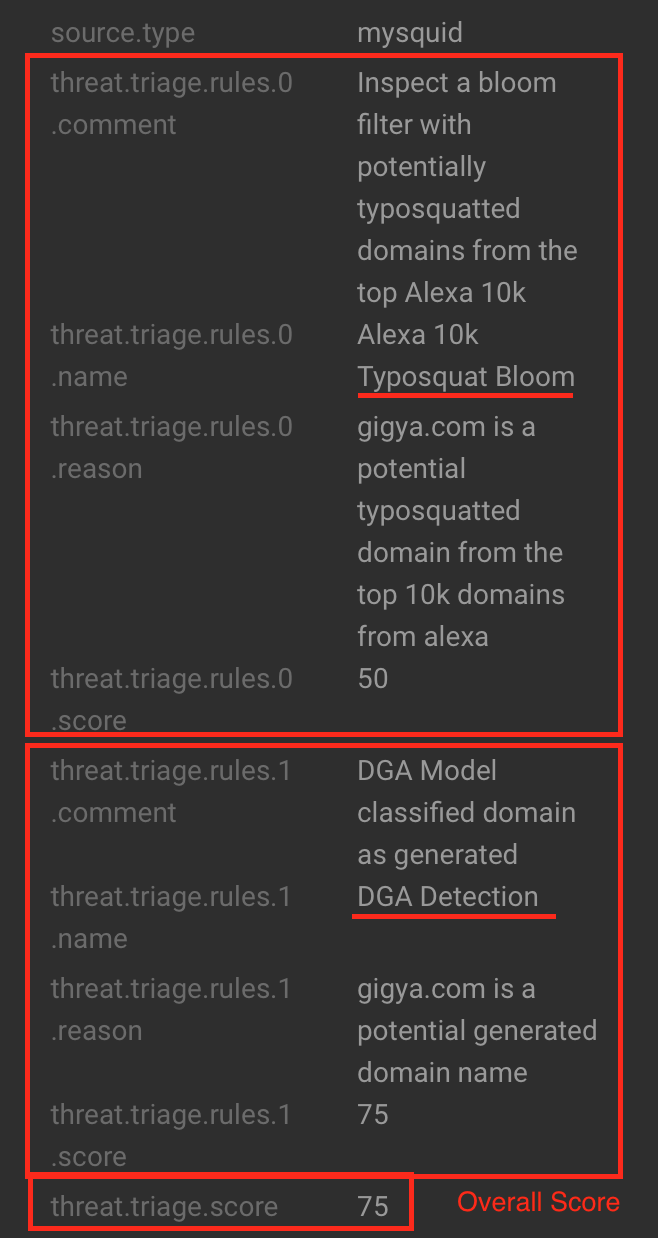 source.type mysquid
threat.triage.rules.0 Inspect a bloom
.comment filter with
potentially
typosquatted
domains from the
top Alexa 10k
threat.triage.rules.0 Alexa 10k
.name Typosquat Bloom
threat.triage.rules.0 gigya.com is a
.reason potential
typosquatted
domain from the
top 10k domains
from alexa
threat.triage.rules.0 50
.score
threat.triage.rules.1 DGA Model
.comment classified domain
as generated
threat.triage.rules.1 DGA Detection
.name
threat.triage.rules.1 gigya.com is a
.reason potential generated
domain name
threat.triage.rules.1 75
.score
threat.triage.score 75 Overall Score